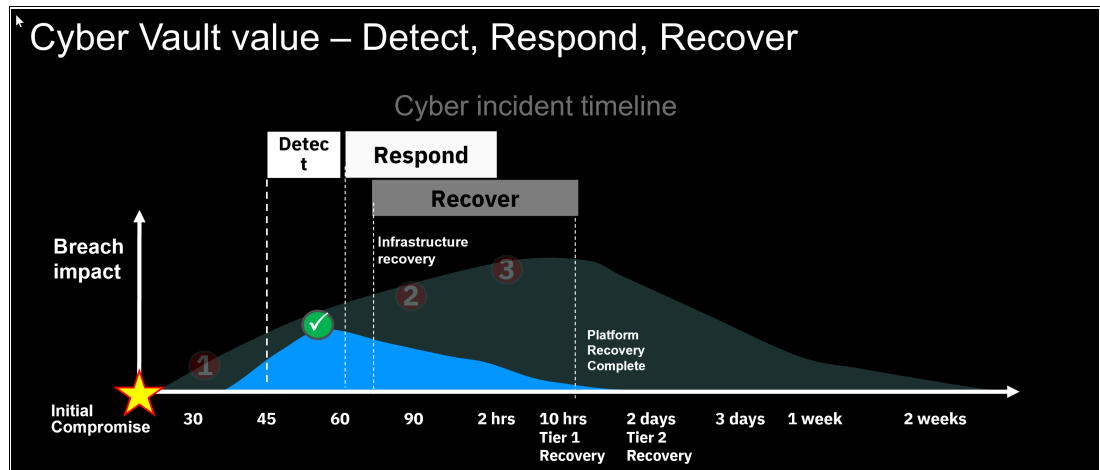 Cyber Vault value – Detect, Respond, Recover
Cyber incident timeline
Detec
t
Respond
Recover
Infrastructure
recovery
Breach
impact
3
2
1
Platform
Recovery
Complete
Initial
Compromise
30 45 60 90 2 hrs 10 hrs 2 days 3 days 1 week 2 weeks
Tier 1 Tier 2
Recovery Recovery